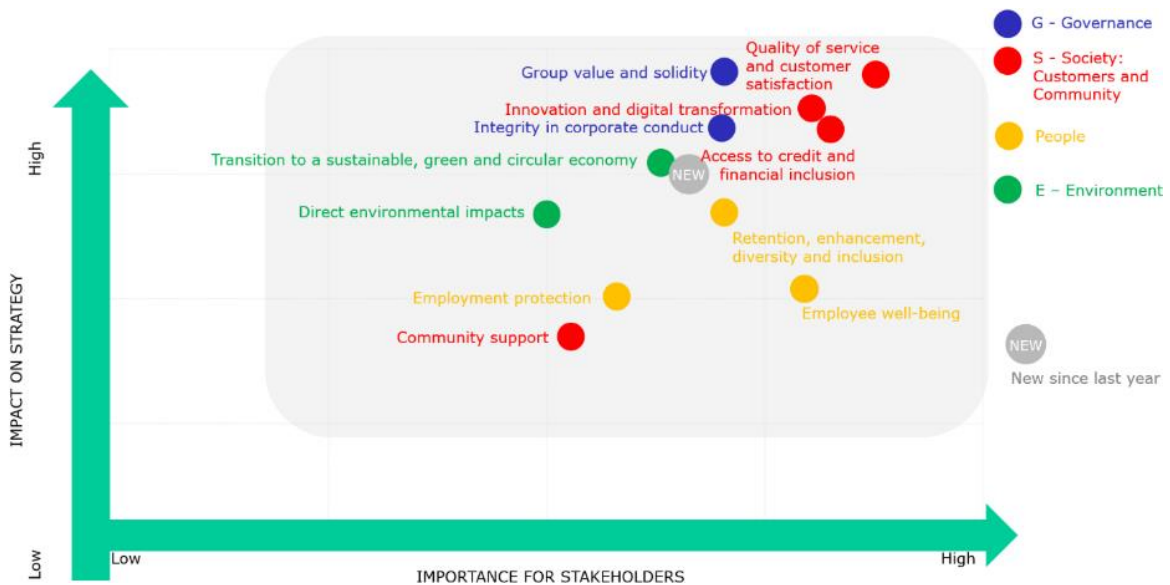 G - Governance
S - Society:
Customers and
Community
People
E – Environment
NEW
New since last year
Quality of service
and customer
satisfaction
Group value and solidity
Innovation and digital transformation
Integrity in corporate conduct
Access to credit and
financial inclusion
Transition to a sustainable, green and circular economy
NEW
Direct environmental impacts
Retention, enhancement,
diversity and inclusion
Employment protection
Employee well-being
Community support
High
IMPACT ON STRATEGY
Low
Low
High
IMPORTANCE FOR STAKEHOLDERS